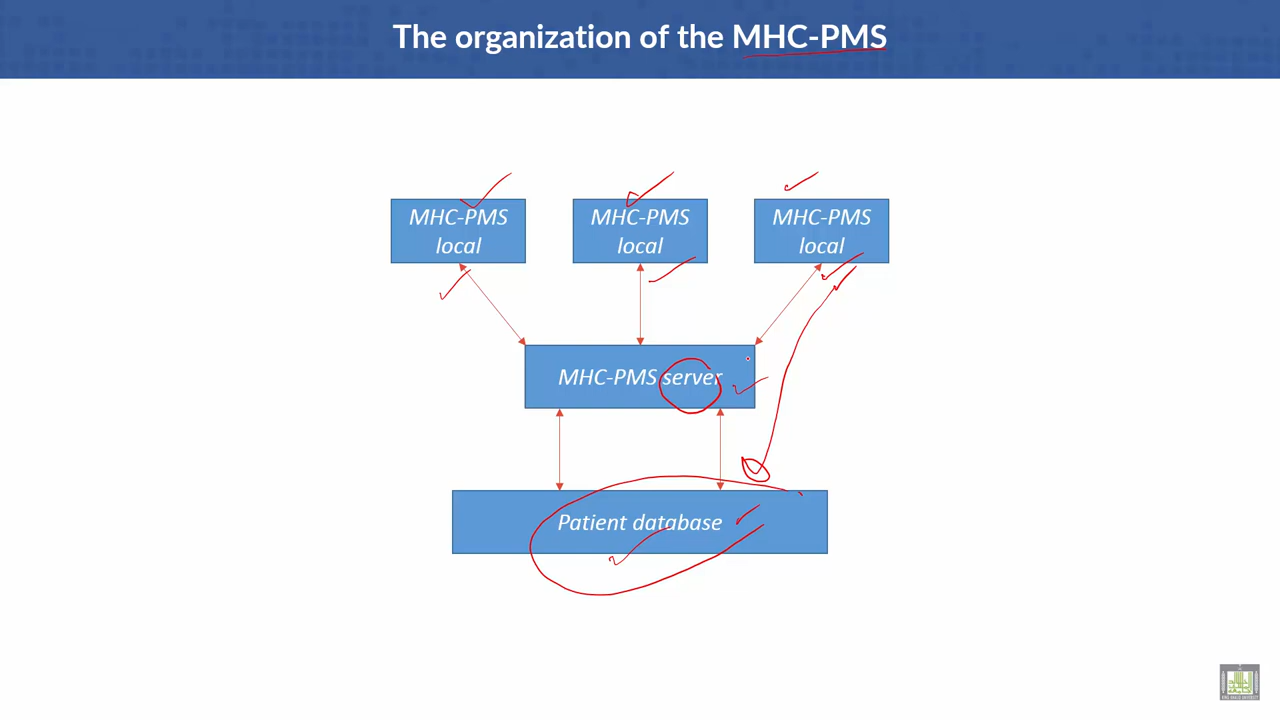 The organization of the MHC-PMS
MHC-PMS
local
MHC-PMS
local
MHC-PMS
local
MHC-PMS server
Patient database